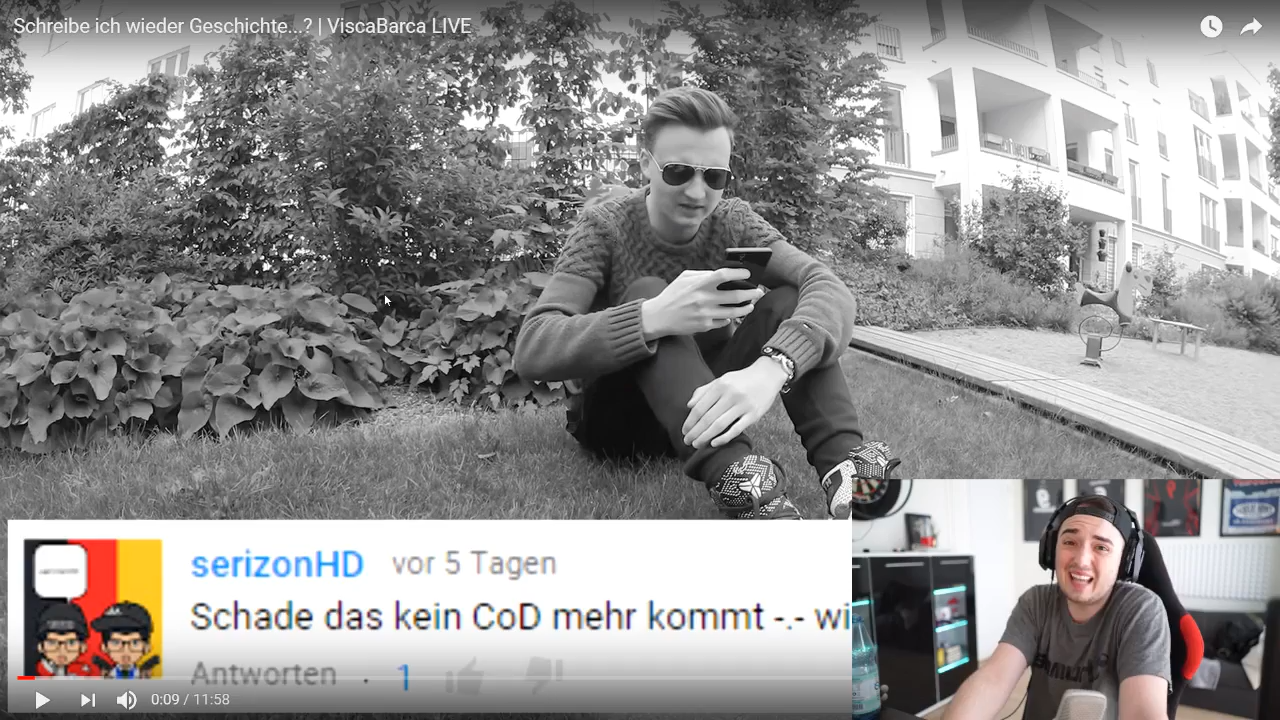 Schreibe ich wieder Geschichte...? | ViscaBarca LIVE
serizonHD vor 5 Tagen
Schade das kein CoD mehr kommt -.- wi
Antworten . 1
0:09 / 11:58